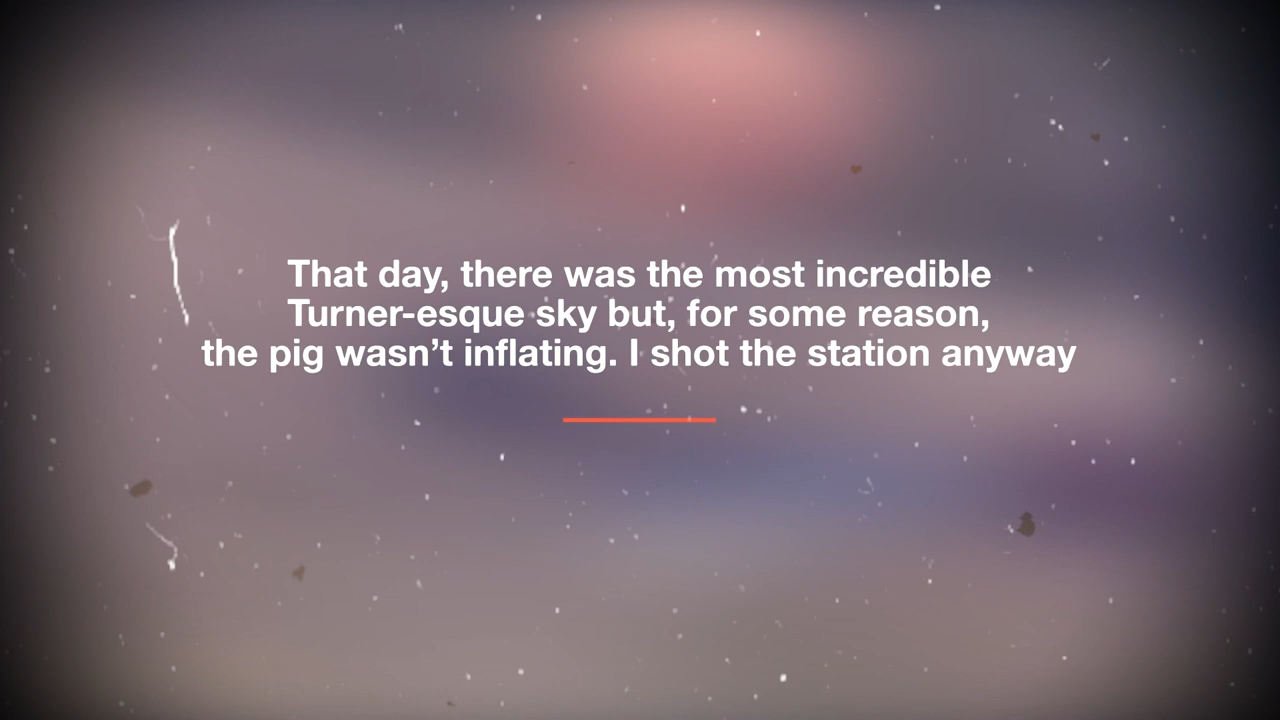 That day, there was the most incredible
Turner-esque sky but, for some reason,
the pig wasn’t inflating. I shot the station anyway